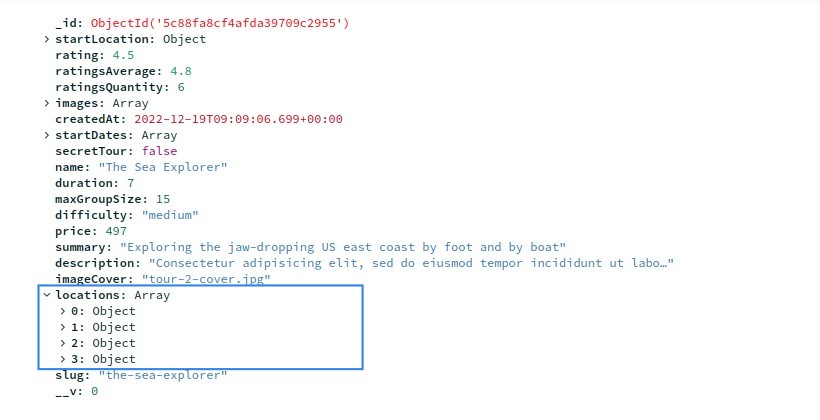 _id: ObjectId('5c88fa8cf4afda39709c2955')
> startLocation: Object
rating: 4.5
ratingsAverage: 4.8
ratingsQuantity: 6
> images: Array
createdAt: 2022-12-19T09:09:06.699+00:00
> startDates: Array
secretTour: false
name: "The Sea Explorer"
duration: 7
maxGroupSize: 15
difficulty: "medium"
price: 497
summary: "Exploring the jaw-dropping US east coast by foot and by boat"
description: "Consectetur adipisicing elit, sed do eiusmod tempor incididunt ut labo…"
imageCover: "tour-2-cover.jpg"
locations: Array
> 0: Object
> 1: Object
> 2: Object
> 3: Object
slug: "the-sea-explorer"
__v: 0